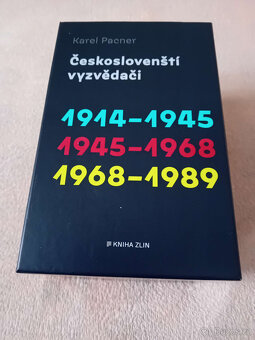 Karel Pacner
Českoslovenští
vyzvědači
1914–1945
1945–1968
1968–1989
KNIHA ZLIN